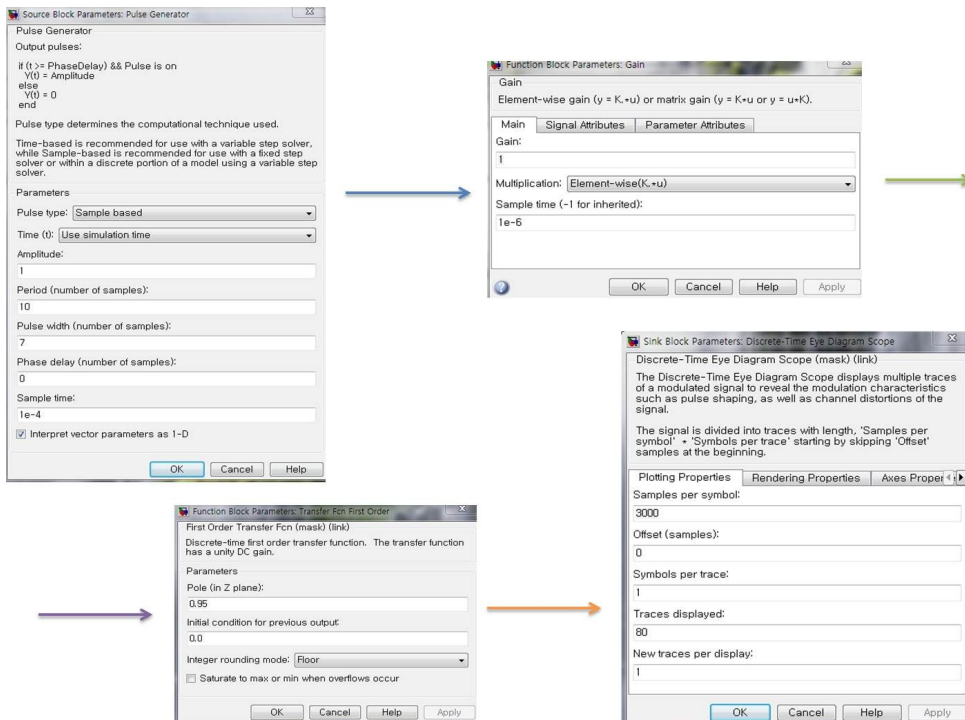 Source Block Parameters: Pulse Generator
Pulse Generator
Output pulses:
if (t >= PhaseDelay) && Pulse is on
Y(t) = Amplitude
else
Y(t) = 0
end
Pulse type determines the computational technique used.
Time-based is recommended for use with a variable step solver,
while Sample-based is recommended for use with a fixed step
solver or within a discrete portion of a model using a variable step
solver.
Parameters
Pulse type: Sample based
Time (t): Use simulation time
Amplitude:
1
Period (number of samples):
10
Pulse width (number of samples):
7
Phase delay (number of samples):
0
Sample time:
1e-4
Interpret vector parameters as 1-D
OK Cancel Help
Function Block Parameters: Gain
Gain
Element-wise gain (y = K.*u) or matrix gain (y = K*u or y = u*K).
Main Signal Attributes Parameter Attributes
Gain:
1
Multiplication: Element-wise(K.*u)
Sample time (-1 for inherited):
1e-6
OK Cancel Help Apply
Function Block Parameters: Transfer Fcn First Order
First Order Transfer Fcn (mask) (link)
Discrete-time first order transfer function. The transfer function
has a unity DC gain.
Parameters
Pole (in Z plane):
0.95
Initial condition for previous output:
0.0
Integer rounding mode: Floor
Saturate to max or min when overflows occur
OK Cancel Help Apply
Sink Block Parameters: Discrete-Time Eye Diagram Scope
Discrete-Time Eye Diagram Scope (mask) (link)
The Discrete-Time Eye Diagram Scope displays multiple traces
of a modulated signal to reveal the modulation characteristics
such as pulse shaping, as well as channel distortions of the
signal.
The signal is divided into traces with length, 'Samples per
symbol' * 'Symbols per trace' starting by skipping 'Offset'
samples at the beginning.
Plotting Properties Rendering Properties Axes Proper
Samples per symbol:
3000
Offset (samples):
0
Symbols per trace:
1
Traces displayed:
80
New traces per display:
1
OK Cancel Help Apply